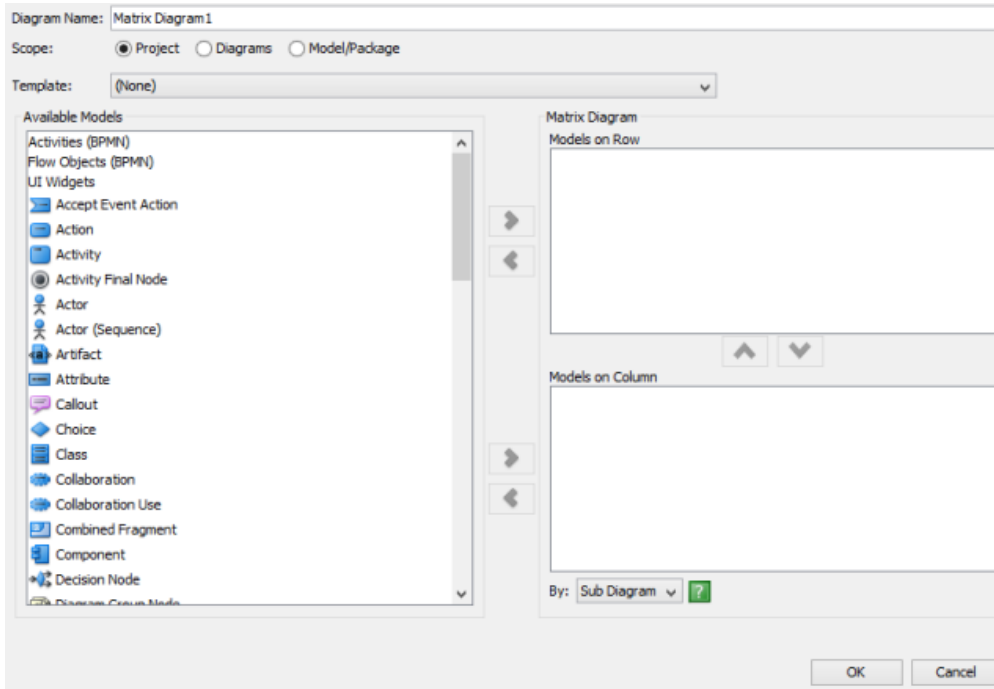 Diagram Name: Matrix Diagram1
Scope: Project Diagrams Model/Package
Template: (None)
Available Models
Activities (BPMN)
Flow Objects (BPMN)
UI Widgets
Accept Event Action
Action
Activity
Activity Final Node
Actor
Actor (Sequence)
Artifact
Attribute
Callout
Choice
Class
Collaboration
Collaboration Use
Combined Fragment
Component
Decision Node
Diagram Group Node
Matrix Diagram
Models on Row
Models on Column
By: Sub Diagram ?
OK Cancel